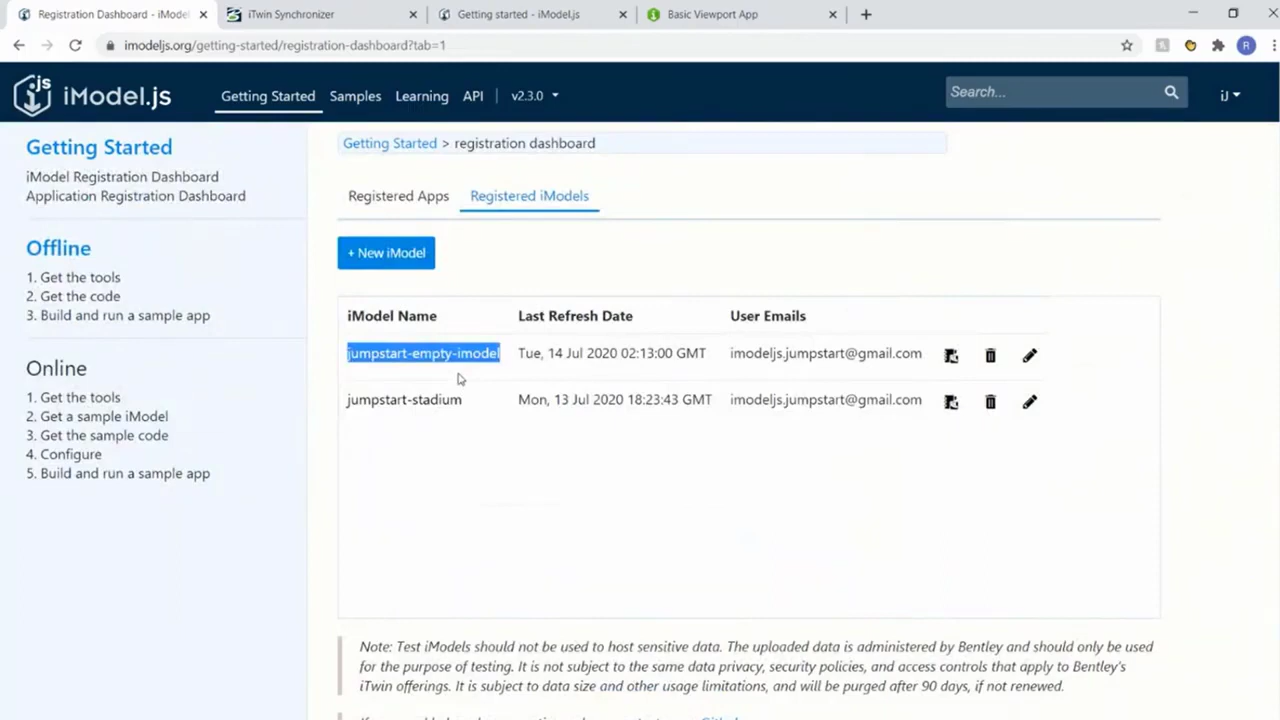 Registration Dashboard - iModel
iTwin Synchronizer
Getting started - iModel.js
Basic Viewport App
imodeljs.org/getting-started/registration-dashboard?tab=1
R
js
iModel.js
Getting Started
Samples
Learning
API
v2.3.0
Search...
iJ
Getting Started
iModel Registration Dashboard
Application Registration Dashboard
Offline
1. Get the tools
2. Get the code
3. Build and run a sample app
Online
1. Get the tools
2. Get a sample iModel
3. Get the sample code
4. Configure
5. Build and run a sample app
Getting Started > registration dashboard
Registered Apps
Registered iModels
+ New iModel
iModel Name Last Refresh Date User Emails
jumpstart-empty-imodel Tue, 14 Jul 2020 02:13:00 GMT imodeljs.jumpstart@gmail.com
jumpstart-stadium Mon, 13 Jul 2020 18:23:43 GMT imodeljs.jumpstart@gmail.com
Note: Test iModels should not be used to host sensitive data. The uploaded data is administered by Bentley and should only be used
for the purpose of testing. It is not subject to the same data privacy, security policies, and access controls that apply to Bentley's
iTwin offerings. It is subject to data size and other usage limitations, and will be purged after 90 days, if not renewed.